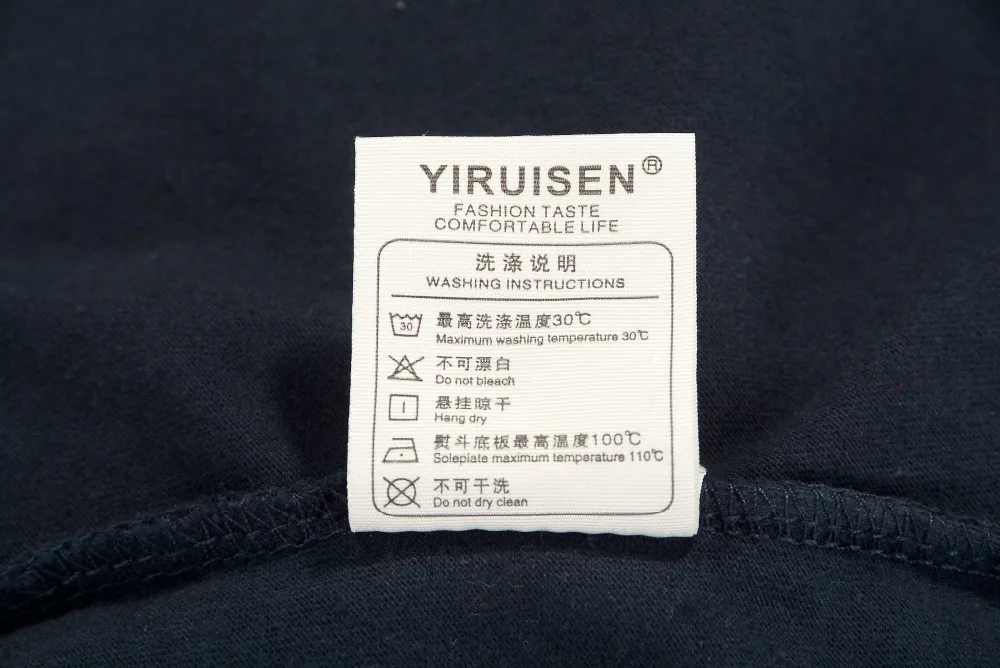 YIRUISEN®
FASHION TASTE
COMFORTABLE LIFE
洗涤说明
WASHING INSTRUCTIONS
30
最高洗涤温度30℃
Maximum washing temperature 30℃
不可漂白
Do not bleach
悬挂晾干
Hang dry
熨斗底板最高温度100℃
Soleplate maximum temperature 110℃
不可干洗
Do not dry clean